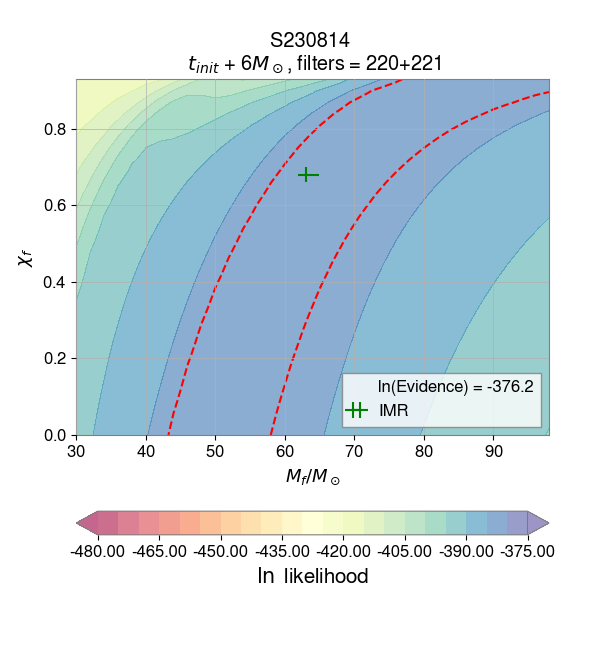 S230814
t_init + 6M_⊙, filters = 220+221
χ_f
0.8
0.6
0.4
0.2
0.0
30 40 50 60 70 80 90
M_f/M_⊙
ln(Evidence) = -376.2
IMR
-480.00 -465.00 -450.00 -435.00 -420.00 -405.00 -390.00 -375.00
ln likelihood